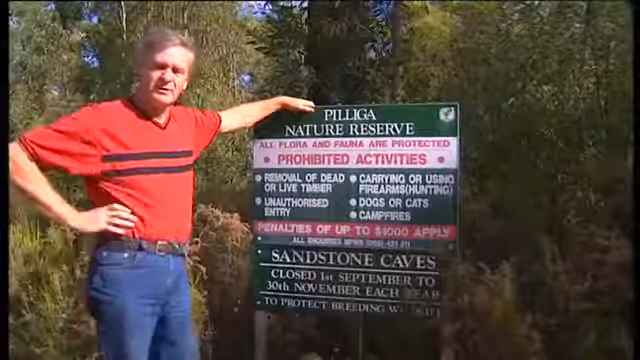 PILLIGA
NATURE RESERVE
ALL FLORA AND FAUNA ARE PROTECTED
PROHIBITED ACTIVITIES
REMOVAL OF DEAD OR LIVE TIMBER
UNAUTHORISED ENTRY
CARRYING OR USING FIREARMS (HUNTING)
DOGS OR CATS
CAMPFIRES
PENALTIES OF UP TO $1000 APPLY
ALL ENQUIRIES
SANDSTONE CAVES
CLOSED 1ST SEPTEMBER TO
30th NOVEMBER EACH YEAR
TO PROTECT BREEDING